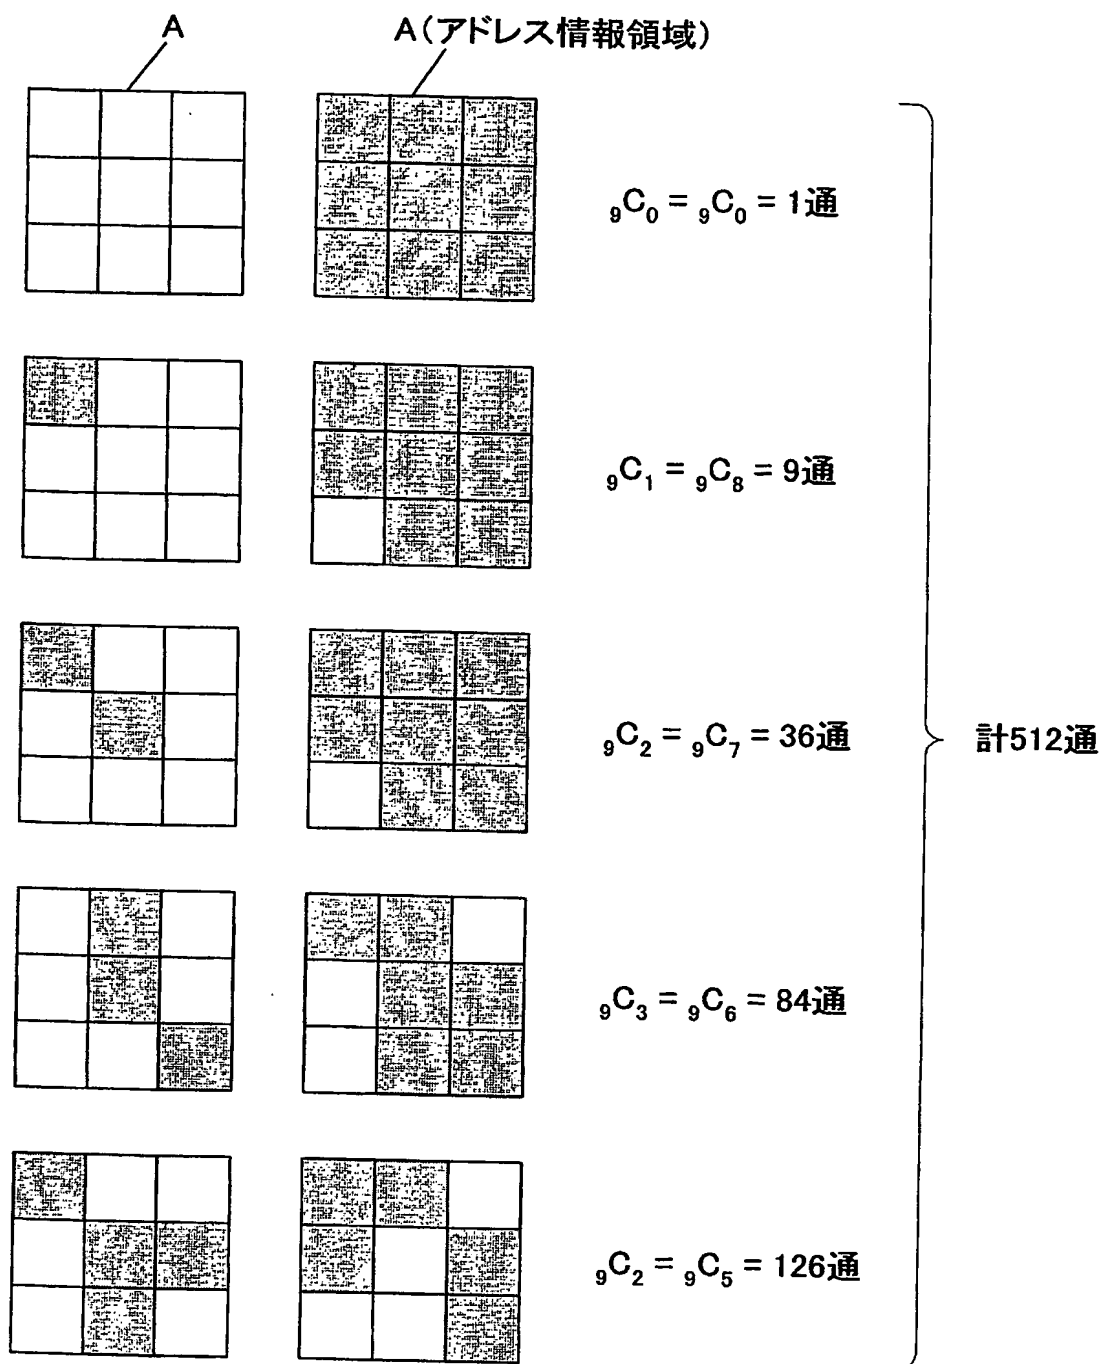 A
A(アドレス情報領域)
₉C₀ = ₉C₀ = 1通
₉C₁ = ₉C₈ = 9通
₉C₂ = ₉C₇ = 36通
計512通
₉C₃ = ₉C₆ = 84通
₉C₂ = ₉C₅ = 126通